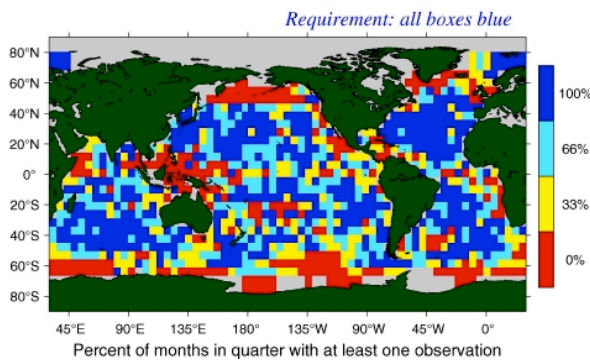 Requirement: all boxes blue
80°N
60°N
40°N
20°N
0°
20°S
40°S
60°S
80°S
100%
66%
33%
0%
45°E 90°E 135°E 180° 135°W 90°W 45°W 0°
Percent of months in quarter with at least one observation